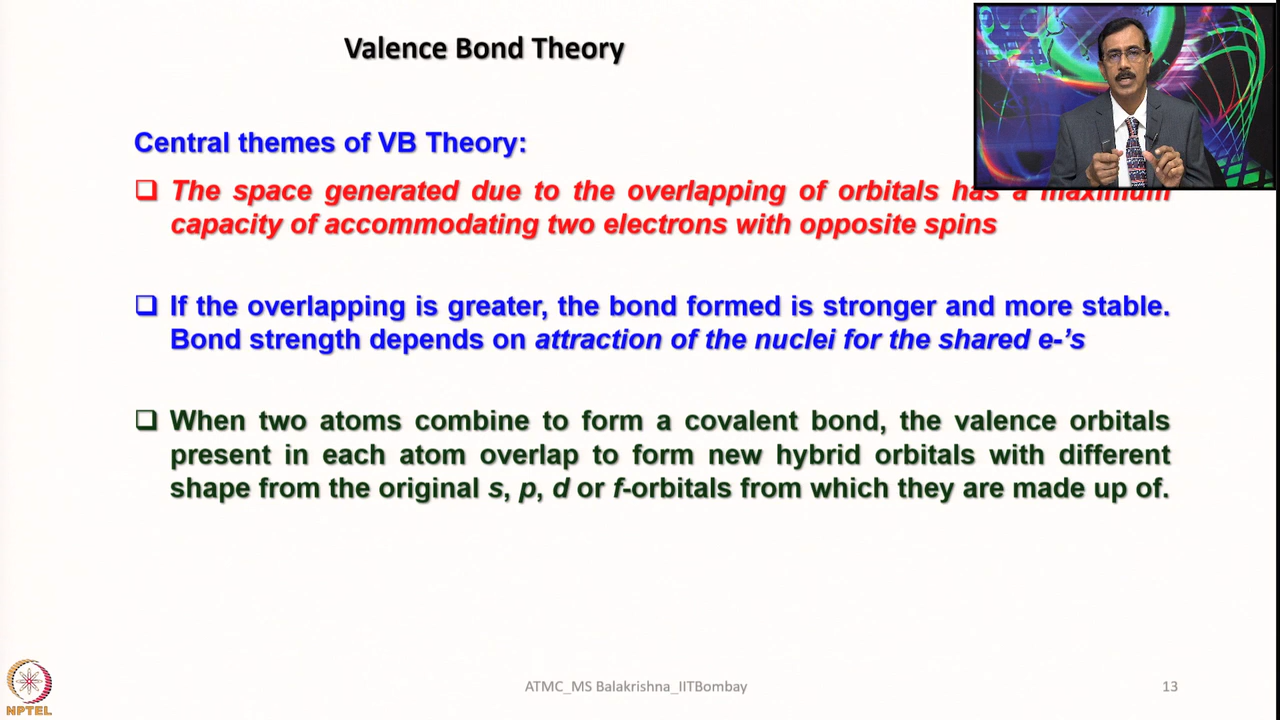 Valence Bond Theory
Central themes of VB Theory:
❑ The space generated due to the overlapping of orbitals has a maximum
capacity of accommodating two electrons with opposite spins
❑ If the overlapping is greater, the bond formed is stronger and more stable.
Bond strength depends on attraction of the nuclei for the shared e-’s
❑ When two atoms combine to form a covalent bond, the valence orbitals
present in each atom overlap to form new hybrid orbitals with different
shape from the original s, p, d or f-orbitals from which they are made up of.
NPTEL
ATMC_MS Balakrishna_IITBombay
13